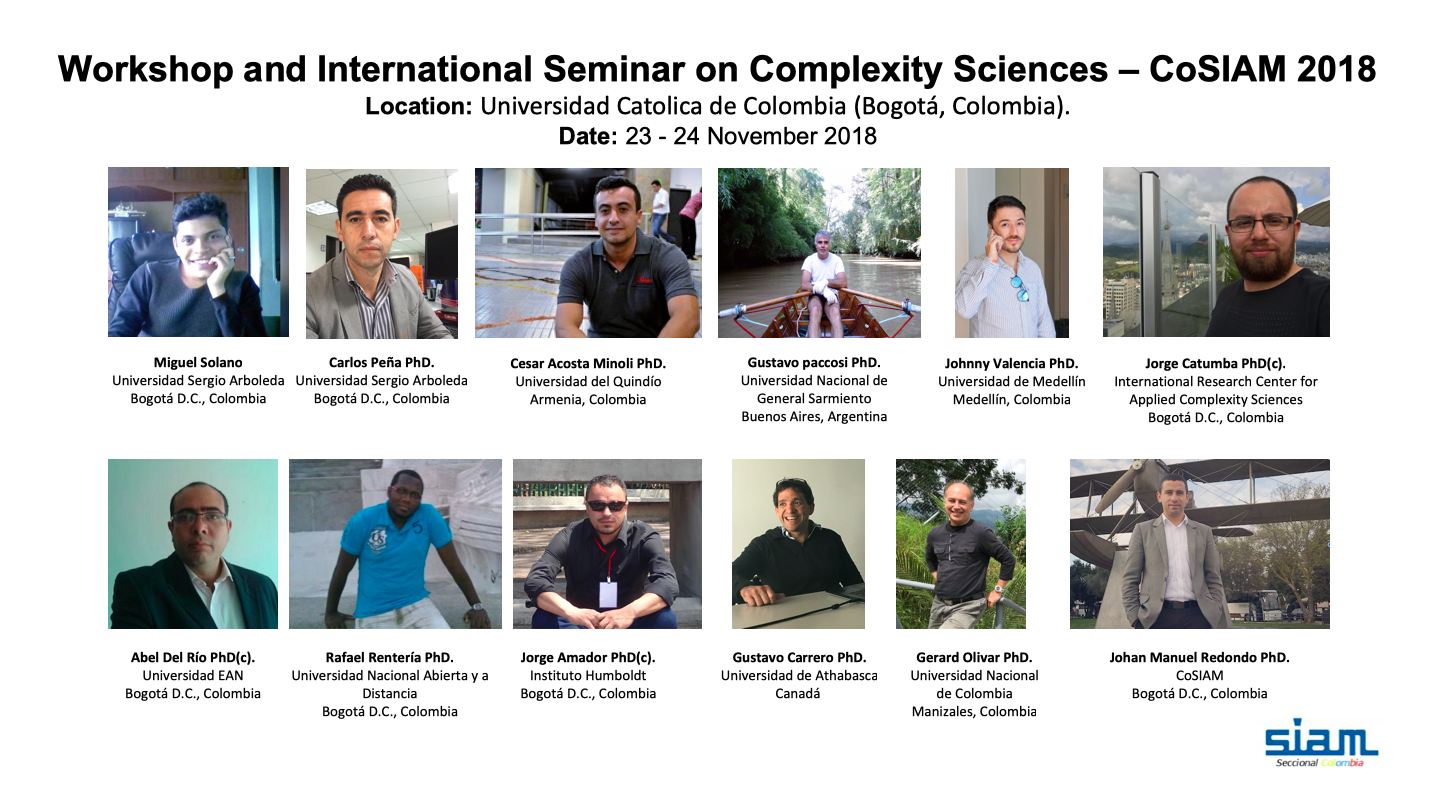 Workshop and International Seminar on Complexity Sciences – CoSIAM 2018
Location: Universidad Catolica de Colombia (Bogotá, Colombia).
Date: 23 - 24 November 2018
Miguel Solano
Universidad Sergio Arboleda
Bogotá D.C., Colombia
Carlos Peña PhD.
Universidad Sergio Arboleda
Bogotá D.C., Colombia
Cesar Acosta Minoli PhD.
Universidad del Quindío
Armenia, Colombia
Gustavo paccosi PhD.
Universidad Nacional de
General Sarmiento
Buenos Aires, Argentina
Johnny Valencia PhD.
Universidad de Medellín
Medellín, Colombia
Jorge Catumba PhD(c).
International Research Center for
Applied Complexity Sciences
Bogotá D.C., Colombia
Abel Del Río PhD(c).
Universidad EAN
Bogotá D.C., Colombia
Rafael Rentería PhD.
Universidad Nacional Abierta y a
Distancia
Bogotá D.C., Colombia
Jorge Amador PhD(c).
Instituto Humboldt
Bogotá D.C., Colombia
Gustavo Carrero PhD.
Universidad de Athabasca
Canadá
Gerard Olivar PhD.
Universidad Nacional
de Colombia
Manizales, Colombia
Johan Manuel Redondo PhD.
CoSIAM
Bogotá D.C., Colombia
siam
Seccional Colombia